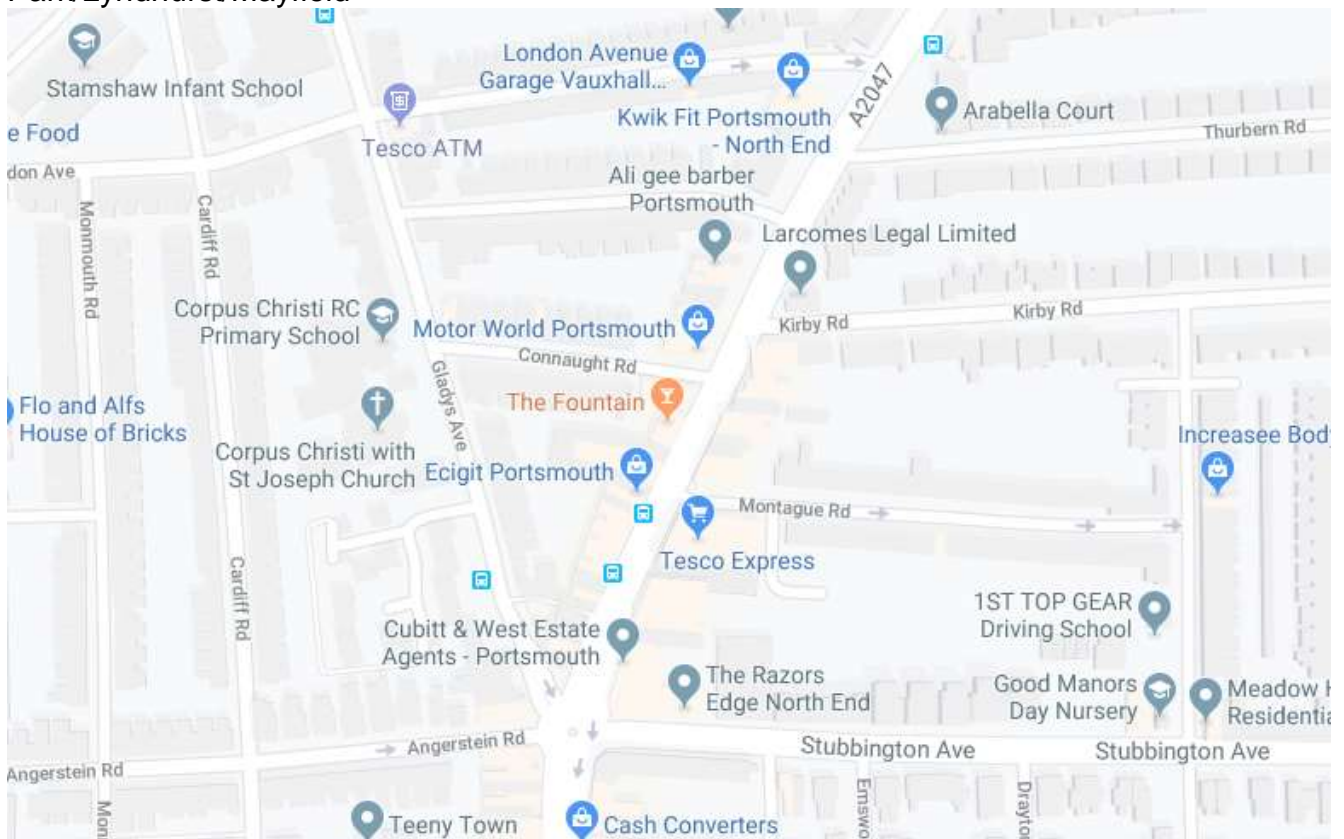 Stamshaw Infant School
London Avenue
Garage Vauxhall...
Kwik Fit Portsmouth
- North End
A2047
Arabella Court
Thurbern Rd
e Food
Tesco ATM
don Ave
Ali gee barber
Portsmouth
Monmouth Rd
Cardiff Rd
Larcomes Legal Limited
Corpus Christi RC
Primary School
Motor World Portsmouth
Kirby Rd
Kirby Rd
Connaught Rd
Gladys Ave
The Fountain
Flo and Alfs
House of Bricks
Corpus Christi with
St Joseph Church
Ecigit Portsmouth
Increasee Bod
Montague Rd
Tesco Express
Cardiff Rd
1ST TOP GEAR
Driving School
Cubitt & West Estate
Agents - Portsmouth
The Razors
Edge North End
Good Manors
Day Nursery
Meadow H
Residentia
Angerstein Rd
Stubbington Ave
Stubbington Ave
Angerstein Rd
Mon
Emswo
Drayto
Teeny Town
Cash Converters